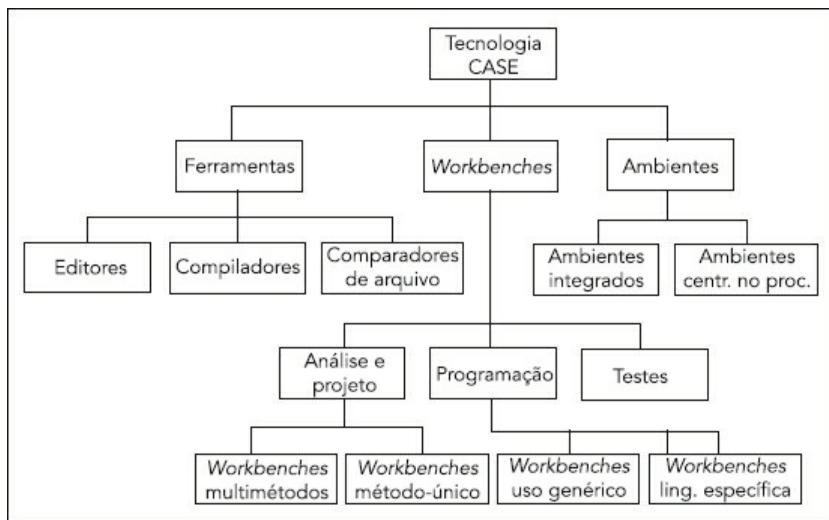 Tecnologia
CASE
Ferramentas
Workbenches
Ambientes
Editores
Compiladores
Comparadores
de arquivo
Ambientes
integrados
Ambientes
centr. no proc.
Análise e
projeto
Programação
Testes
Workbenches
multimétodos
Workbenches
método-único
Workbenches
uso genérico
Workbenches
ling. específica